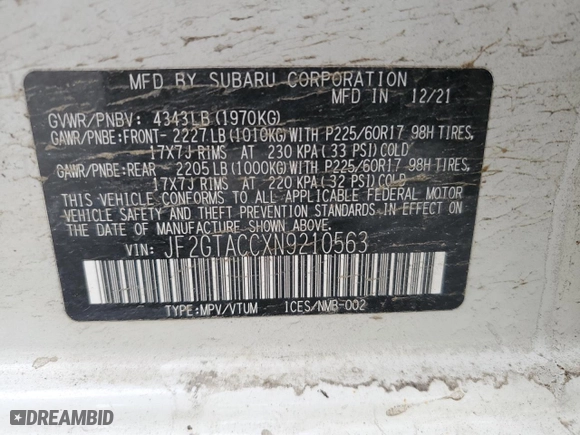 MFD BY SUBARU CORPORATION
MFD IN 12/21
GVWR/PNBV: 4343LB(1970KG)
GAWR/PNBE:FRONT- 2227LB(1010KG)WITH P225/60R17 98H TIRES,
17X7J RIMS AT 230 KPA(.33 PSI)COLD
GAWR/PNBE:REAR - 2205LB(1000KG)WITH P225/60R17 98H TIRES,
17X7J RIMS AT 220 KPA(.32 PSI)COLD
THIS VEHICLE CONFORMS TO ALL APPLICABLE FEDERAL MOTOR
VEHICLE SAFETY AND THEFT PREVENTION STANDARDS IN EFFECT
ON THE DATE OF MANUFACTURE SHOWN ABOVE.
VIN: JF2GTACCXN9210563
TYPE:MPV/VTUM ICES/NMB-002
DREAMBID